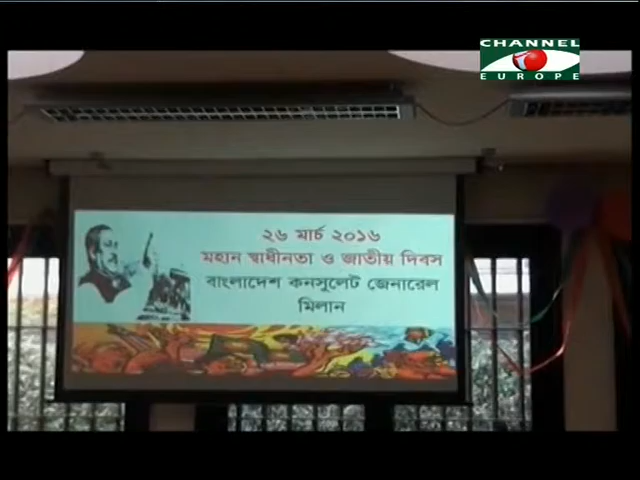 CHANNEL
i
EUROPE
২৬ মার্চ ২০১৬
মহান স্বাধীনতা ও জাতীয় দিবস
বাংলাদেশ কনসুলেট জেনারেল
মিলান